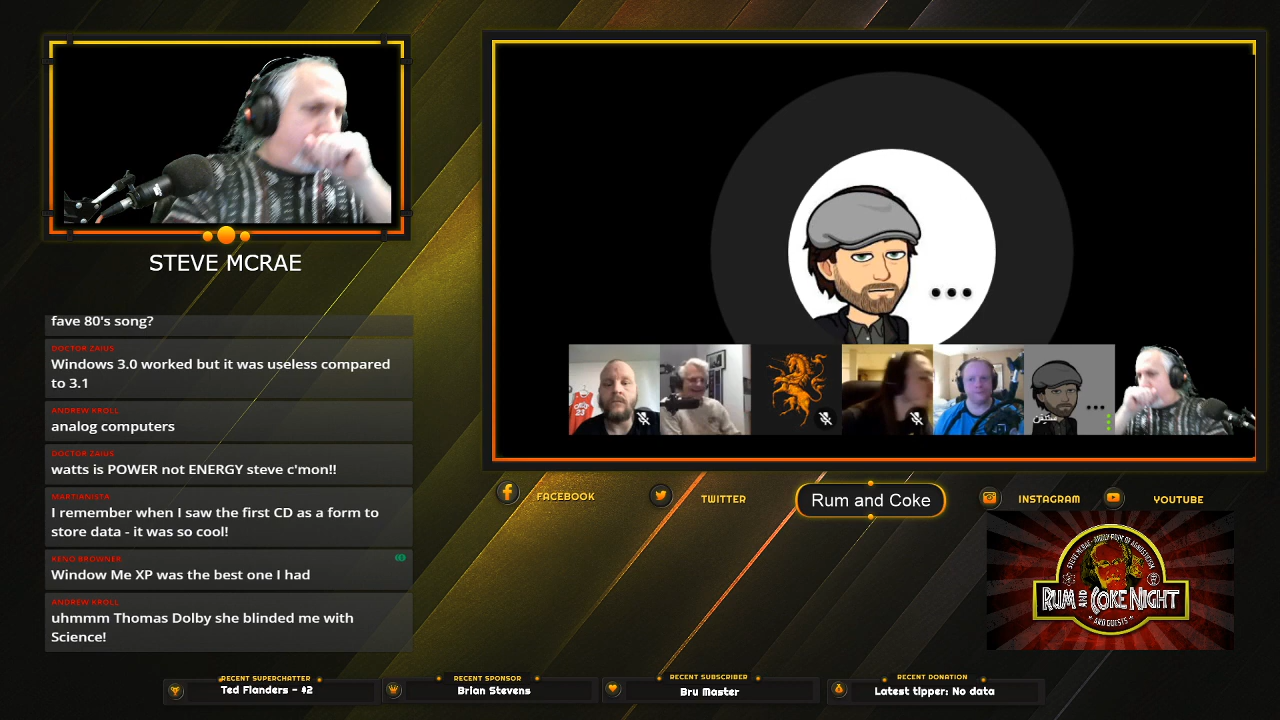 STEVE MCRAE
fave 80's song?
DOCTOR ZAIUS
Windows 3.0 worked but it was useless compared
to 3.1
ANDREW KROLL
analog computers
DOCTOR ZAIUS
watts is POWER not ENERGY steve c'mon!!
MARTIANISTA
I remember when I saw the first CD as a form to
store data - it was so cool!
KENO BROWNER
Window Me XP was the best one I had
ANDREW KROLL
uhmmm Thomas Dolby she blinded me with
Science!
23
FACEBOOK
TWITTER
Rum and Coke
INSTAGRAM
YOUTUBE
RUM AND COKE NIGHT
AND GUESTS
RECENT SUPERCHATTER
Ted Flanders - $2
RECENT SPONSOR
Brian Stevens
RECENT SUBSCRIBER
Bru Master
RECENT DONATION
Latest tipper: No data